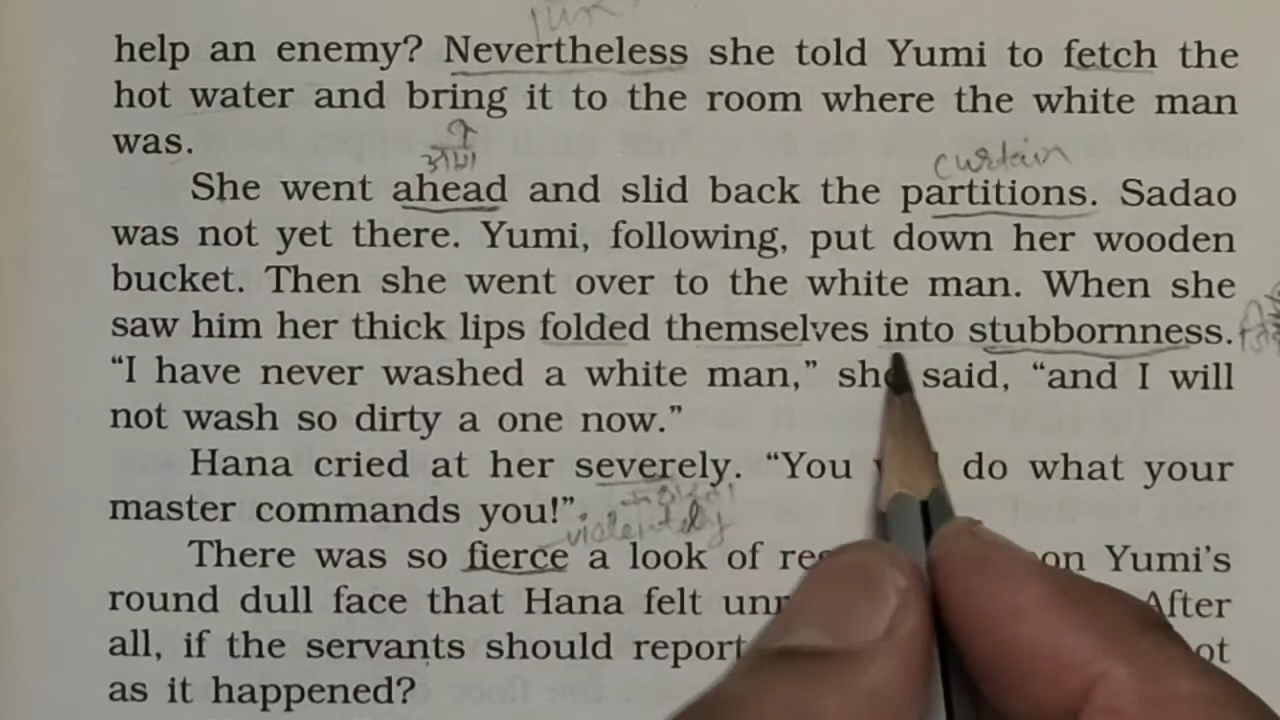 help an enemy? Nevertheless she told Yumi to fetch the
hot water and bring it to the room where the white man
was.
curtain
She went ahead and slid back the partitions. Sadao
was not yet there. Yumi, following, put down her wooden
bucket. Then she went over to the white man. When she
saw him her thick lips folded themselves into stubbornness.
“I have never washed a white man,” she said, “and I will
not wash so dirty a one now.”
Hana cried at her severely. “You do what your
master commands you!”
violently
There was so fierce a look of Yumi’s
round dull face that Hana felt After
all, if the servants should report
as it happened?